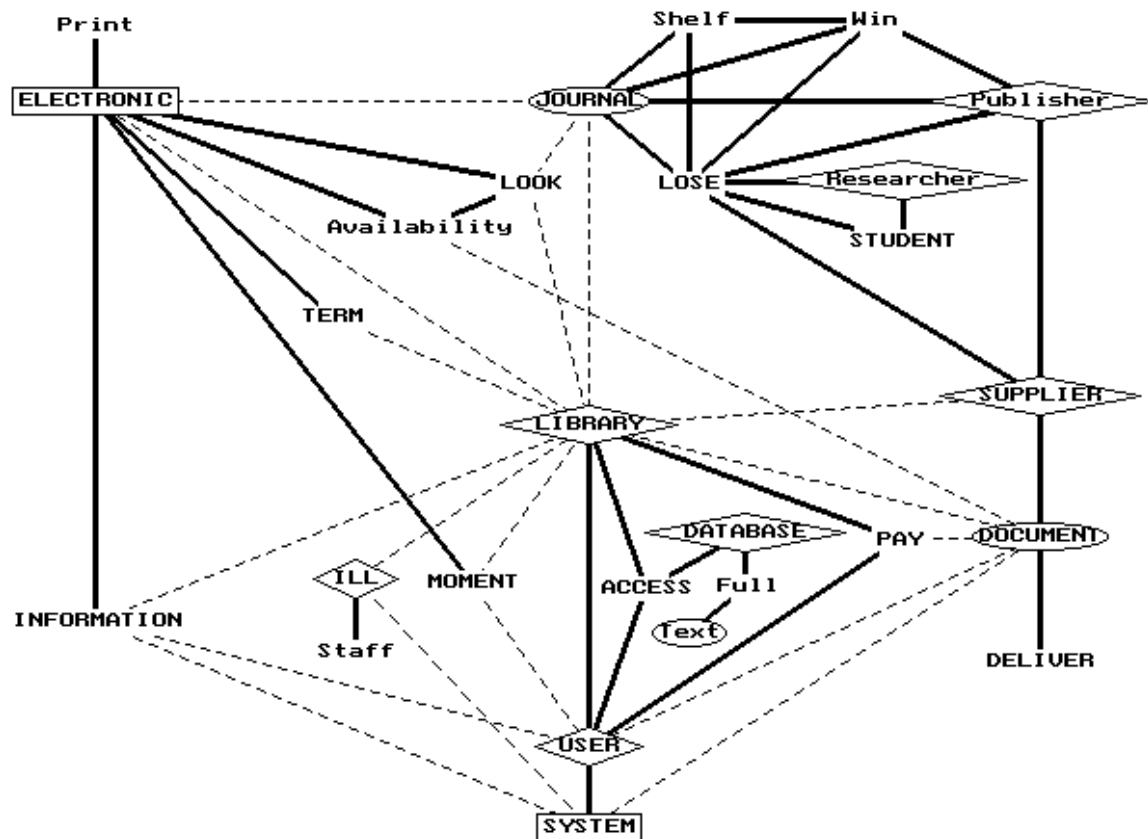 Shelf
Win
Print
ELECTRONIC
JOURNAL
Publisher
LOOK
LOSE
Researcher
Availability
STUDENT
TERM
SUPPLIER
LIBRARY
DATABASE
PAY
DOCUMENT
ILL
MOMENT
ACCESS
Full
INFORMATION
Text
Staff
DELIVER
USER
SYSTEM